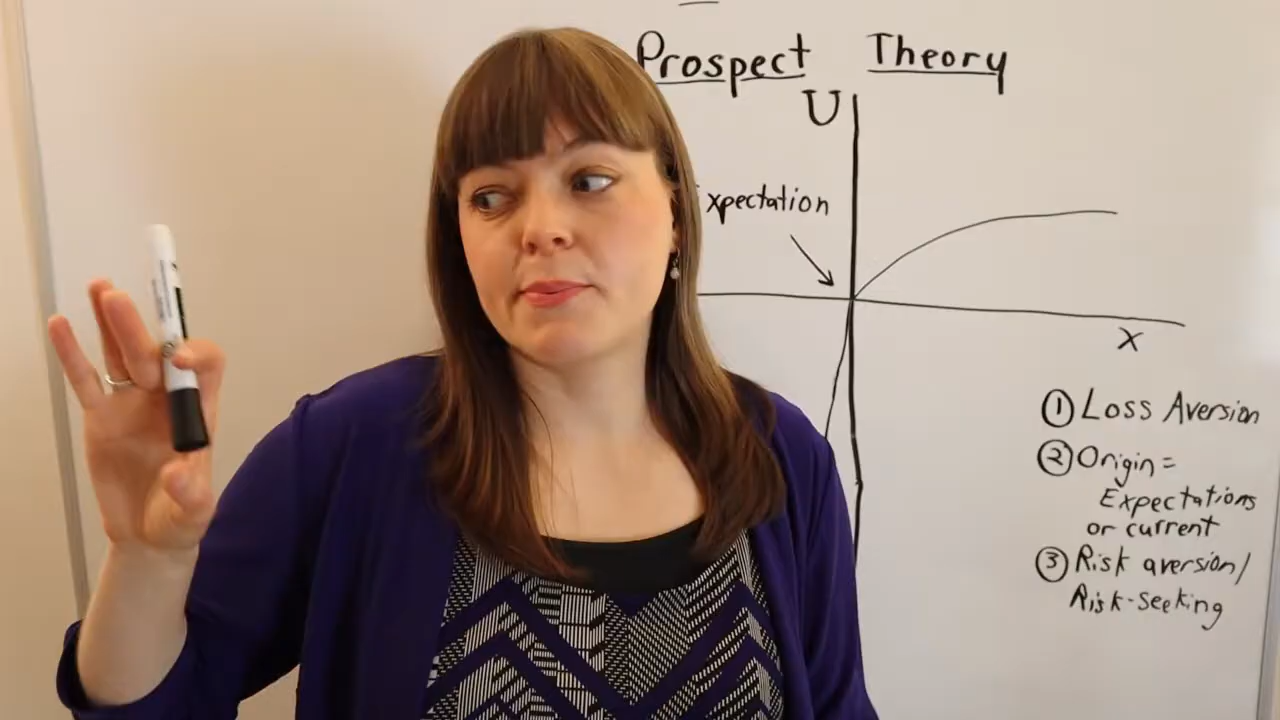 Prospect Theory
U
xpectation
X
① Loss Aversion
② Origin =
Expectations
or current
③ Risk aversion/
Risk-seeking